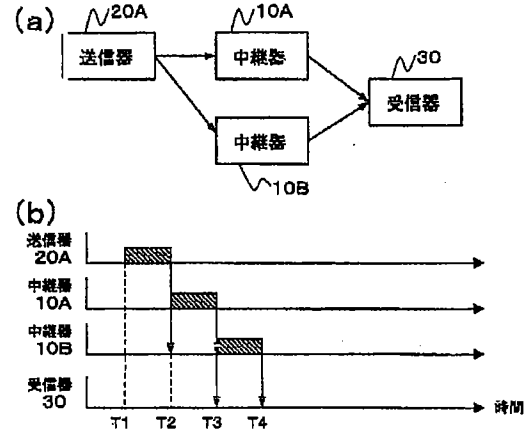 (a)
20A
10A
30
送信器
中継器
受信器
中継器
10B
(b)
送信器
20A
中継器
10A
中継器
10B
受信器
30
T1 T2 T3 T4
時間